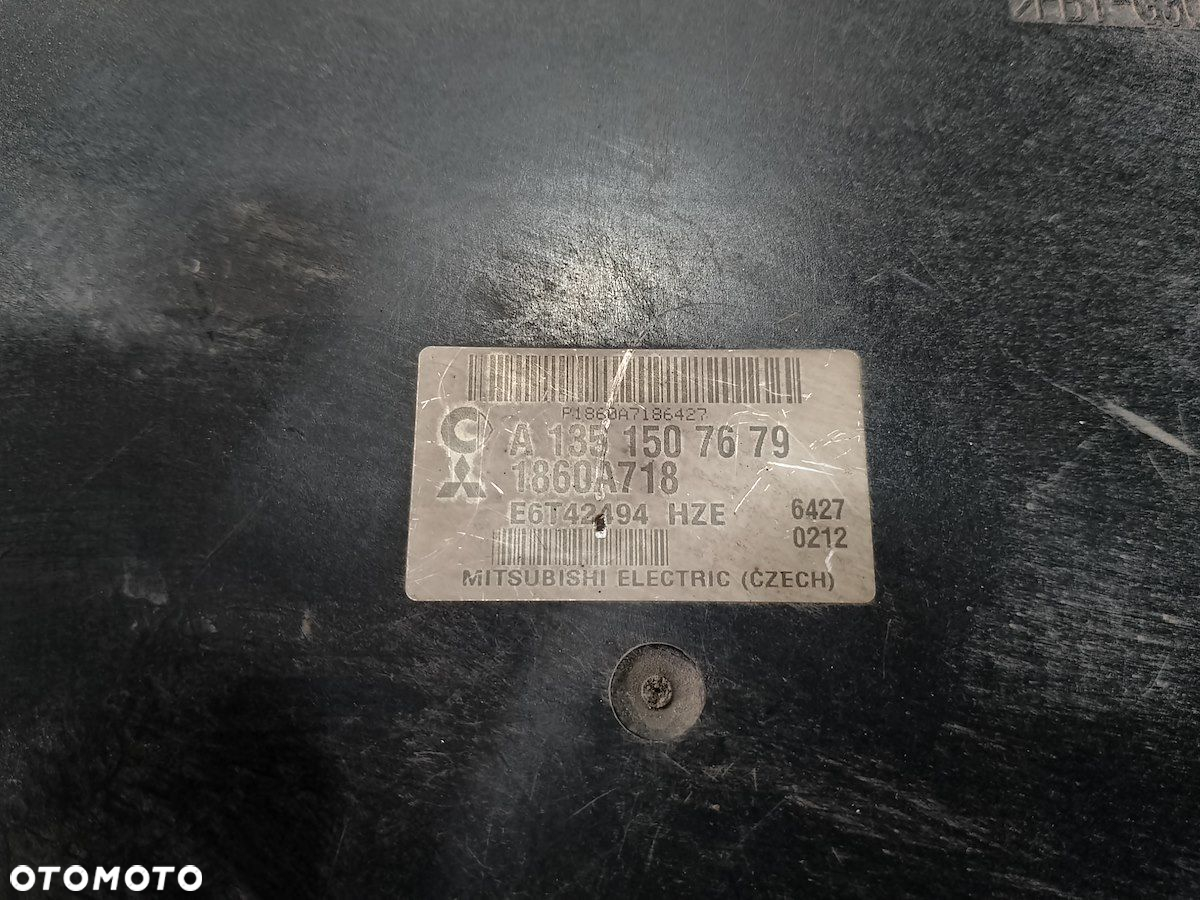 P1860A7186427
A 135 150 76 79
1860A718
E6T42494 HZE
6427
0212
MITSUBISHI ELECTRIC (CZECH)
OTOMOTO